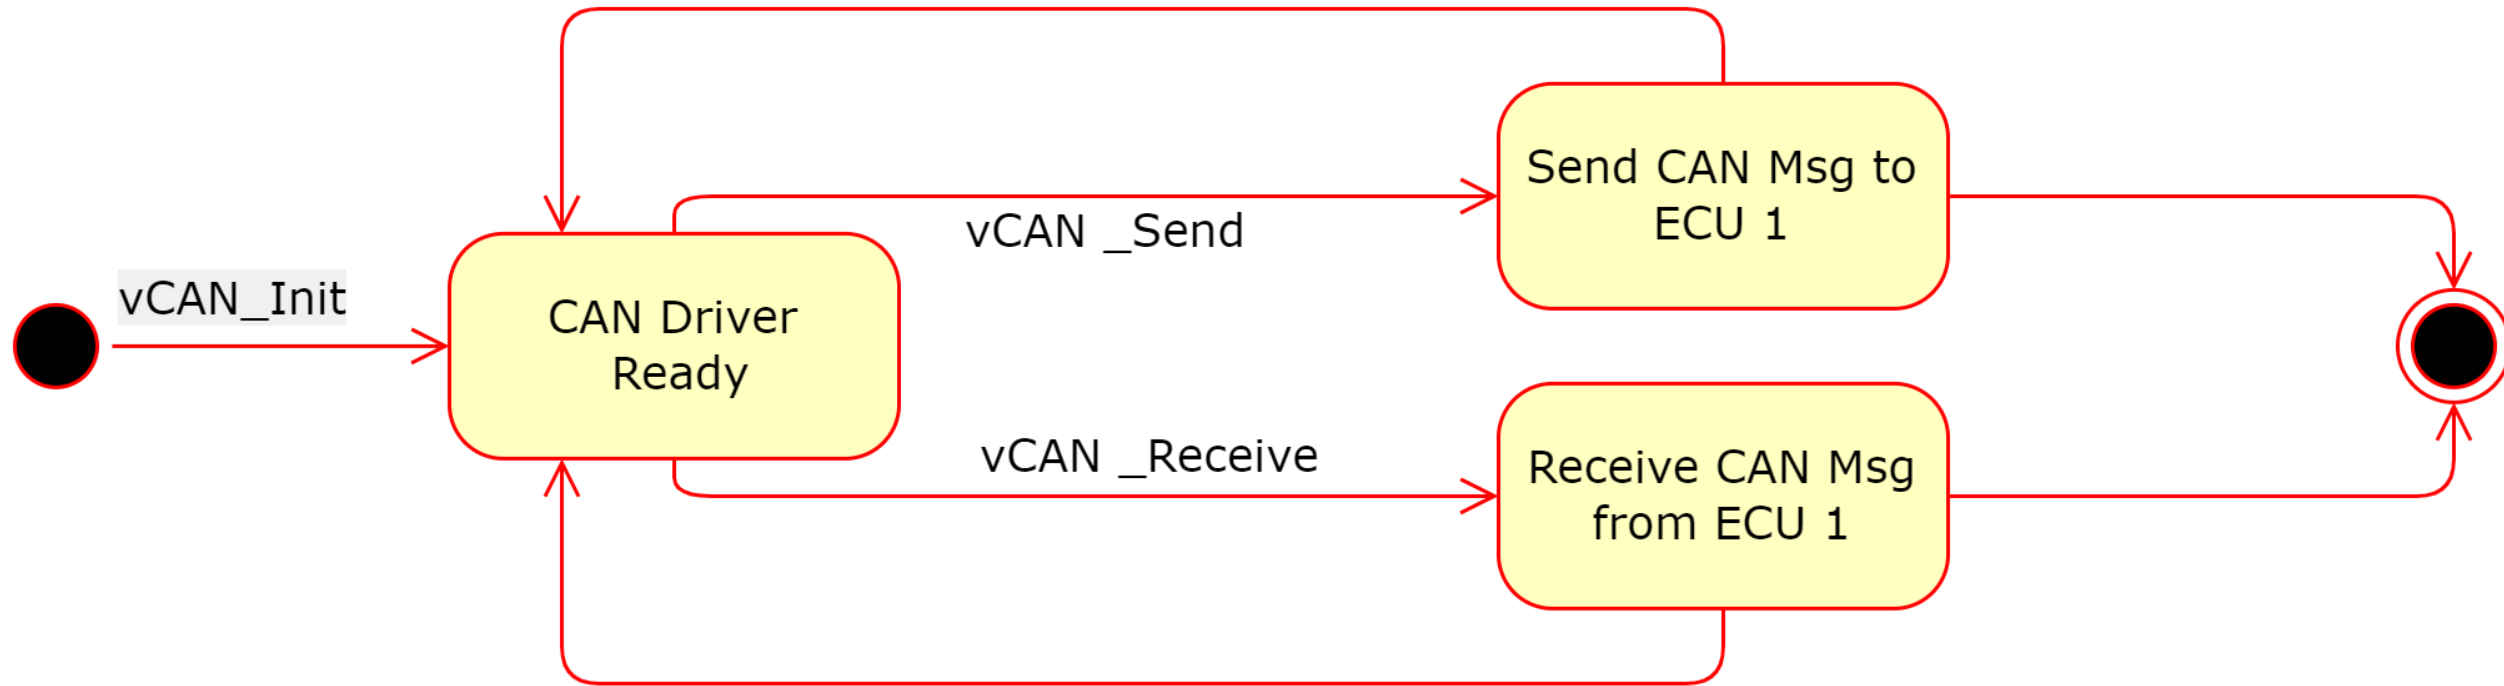 vCAN_Init
CAN Driver
Ready
vCAN _Send
vCAN _Receive
Send CAN Msg to
ECU 1
Receive CAN Msg
from ECU 1